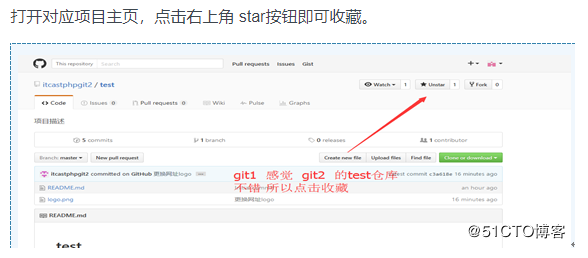 打开对应项目主页，点击右上角 star按钮即可收藏。
This repository Search Pull requests Issues Gist
itcastphpgit2 / test Watch 1 Unstar 1 Fork 0
Code Issues 0 Pull requests 0 Wiki Pulse Graphs
项目描述
5 commits 1 branch 0 releases 1 contributor
Branch: master New pull request Create new file Upload files Find file Clone or download
itcastphpgit2 committed on GitHub 更换网址logo test commit c3a618e 16 minutes ago
git1 感觉 git2 的test仓库
README.md an hour ago
不错 所以点击收藏
logo.png 更换网址logo 16 minutes ago
README.md
test
@51CTO博客